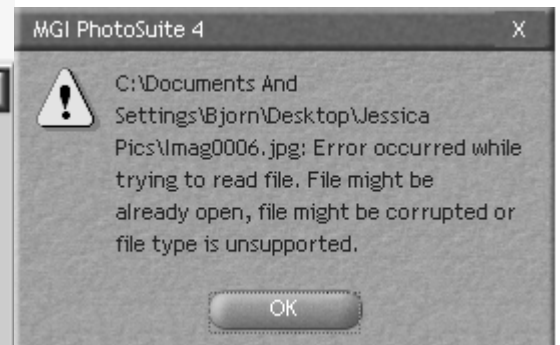 MGI PhotoSuite 4 X
C:\Documents And
Settings\Bjorn\Desktop\Jessica
Pics\Imag0006.jpg: Error occurred while
trying to read file. File might be
already open, file might be corrupted or
file type is unsupported.
OK